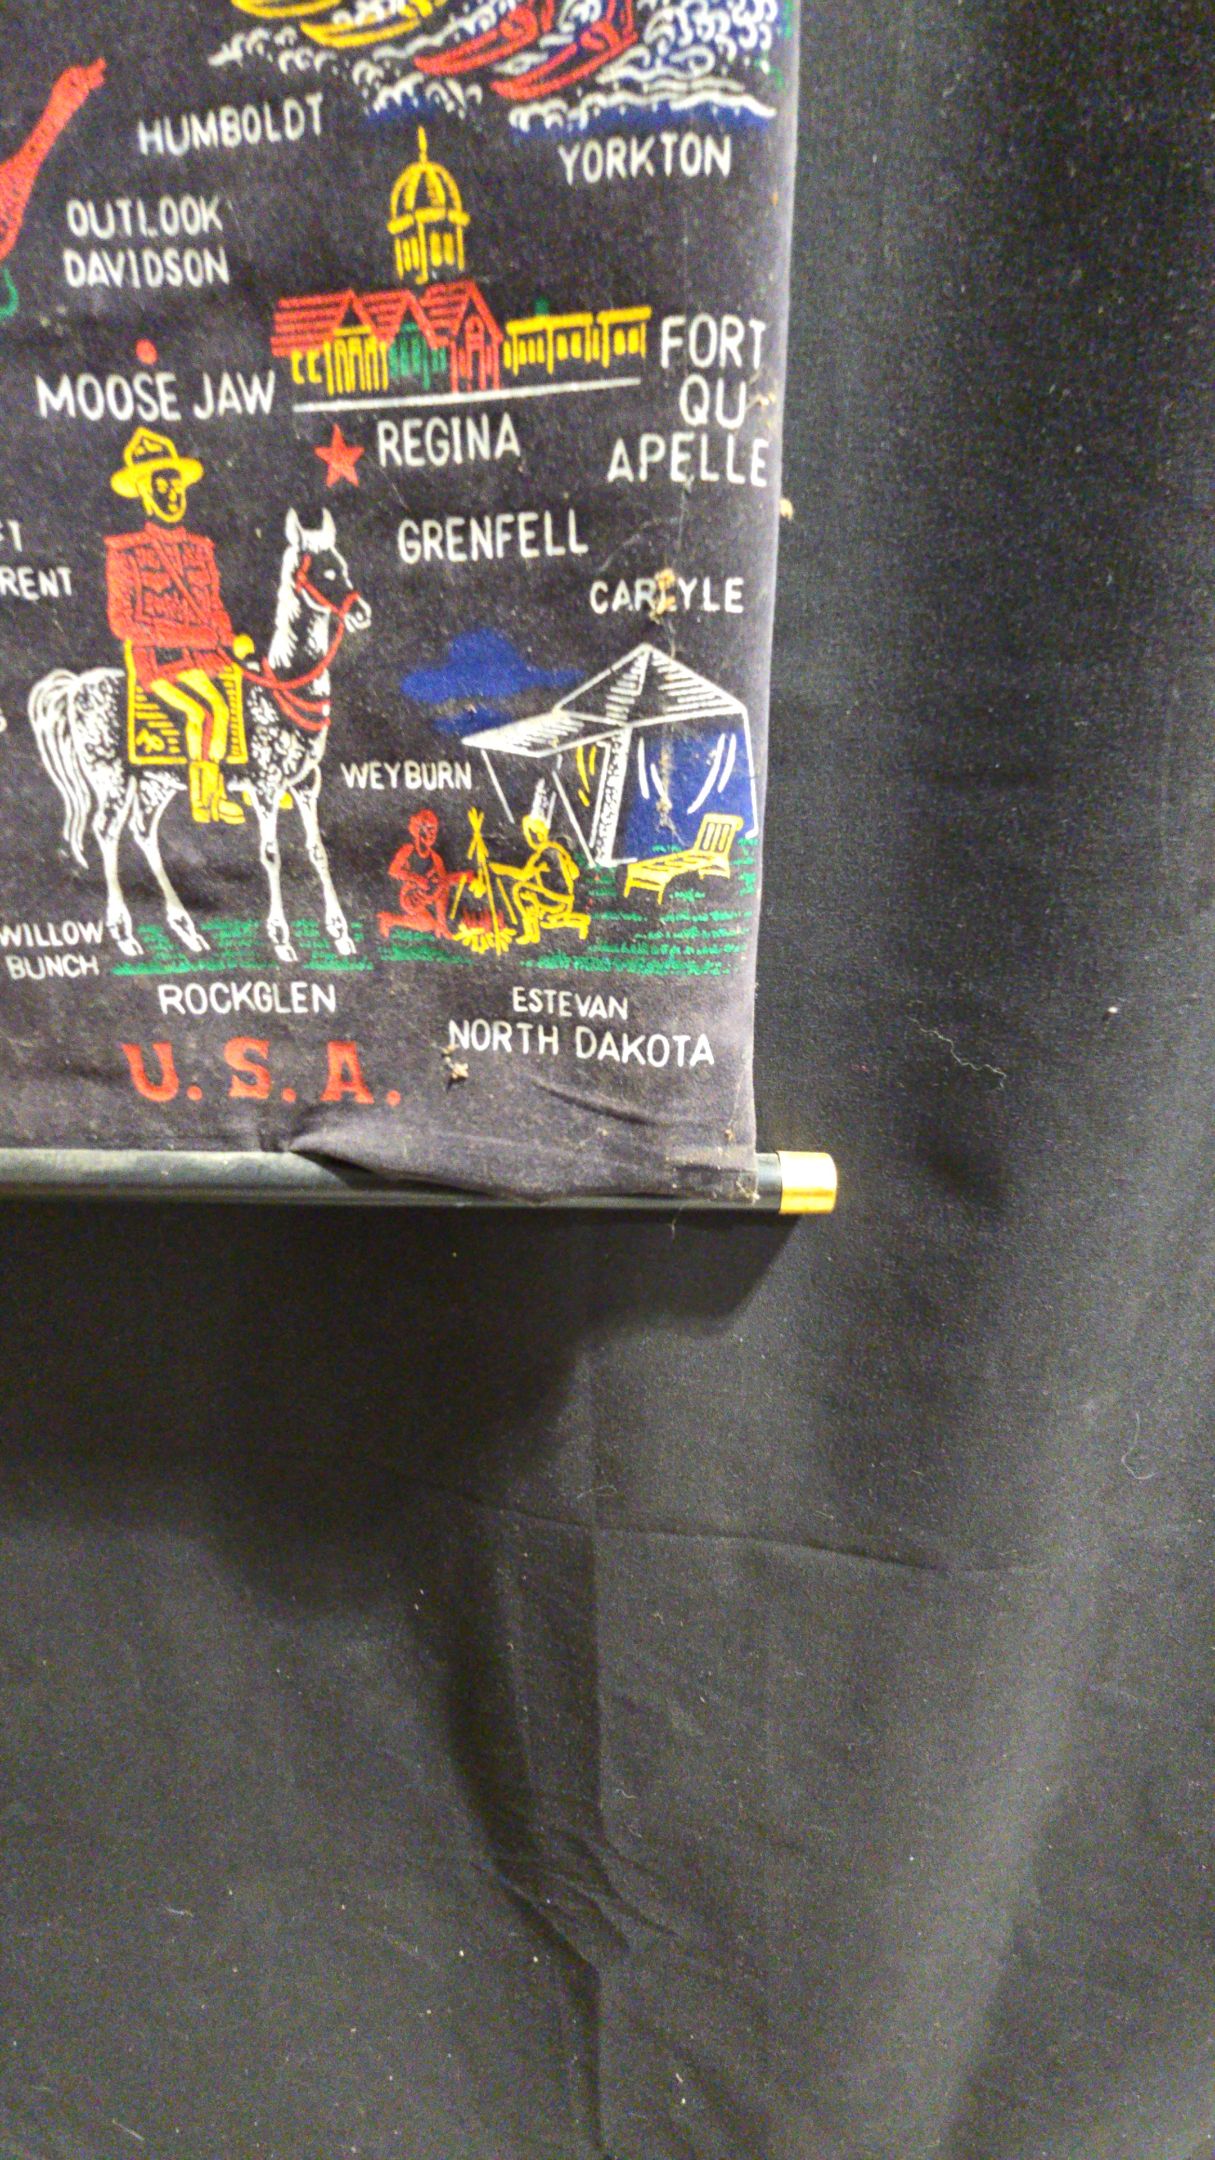 HUMBOLDT
YORKTON
OUTLOOK
DAVIDSON
FORT
QU
APELLE
MOOSE JAW
REGINA
GRENFELL
RENT
CARLYLE
WEYBURN
WILLOW
BUNCH
ROCKGLEN
ESTEVAN
NORTH DAKOTA
U.S.A.